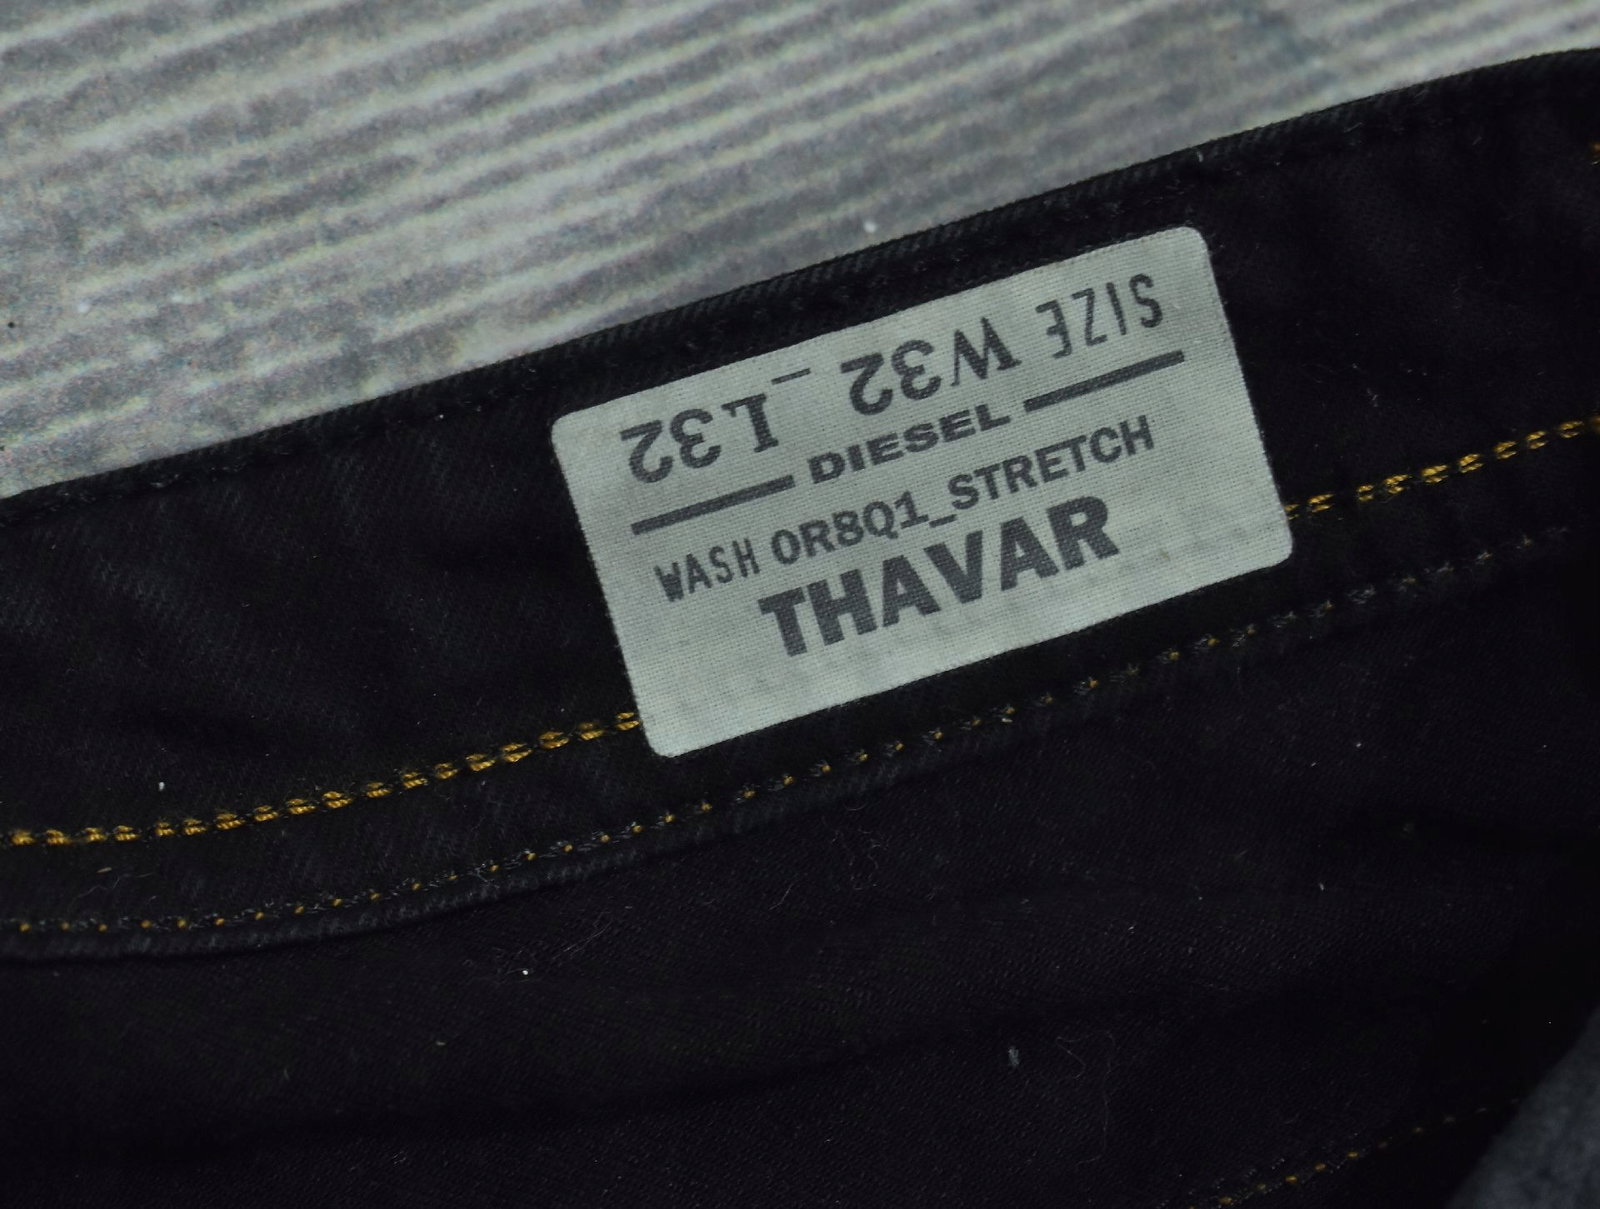 SIZE W32 _ L32
DIESEL
WASH 0R8Q1_STRETCH
THAVAR